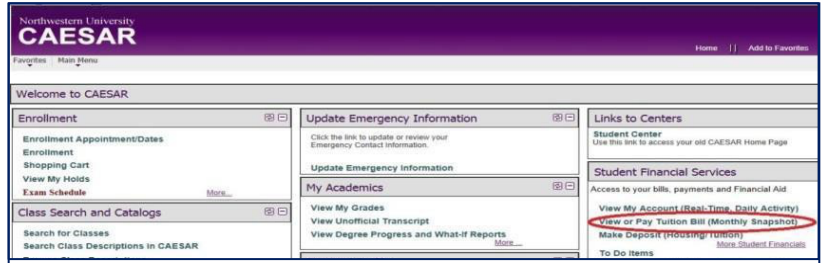 Northwestern University
CAESAR
Home || Add to Favorites
Favorites Main Menu
Welcome to CAESAR
Enrollment
Enrollment Appointment/Dates
Enrollment
Shopping Cart
View My Holds
Exam Schedule
More...
Class Search and Catalogs
Search for Classes
Search Class Descriptions in CAESAR
Update Emergency Information
Click the link to update or review your
Emergency Contact Information.
Update Emergency Information
My Academics
View My Grades
View Unofficial Transcript
View Degree Progress and What-If Reports
More...
Links to Centers
Student Center
Use this link to access your old CAESAR Home Page
Student Financial Services
Access to your bills, payments and Financial Aid
View My Account (Real-Time, Daily Activity)
View or Pay Tuition Bill (Monthly Snapshot)
Make Deposit (Housing/Tuition)
More Student Financials
To Do Items